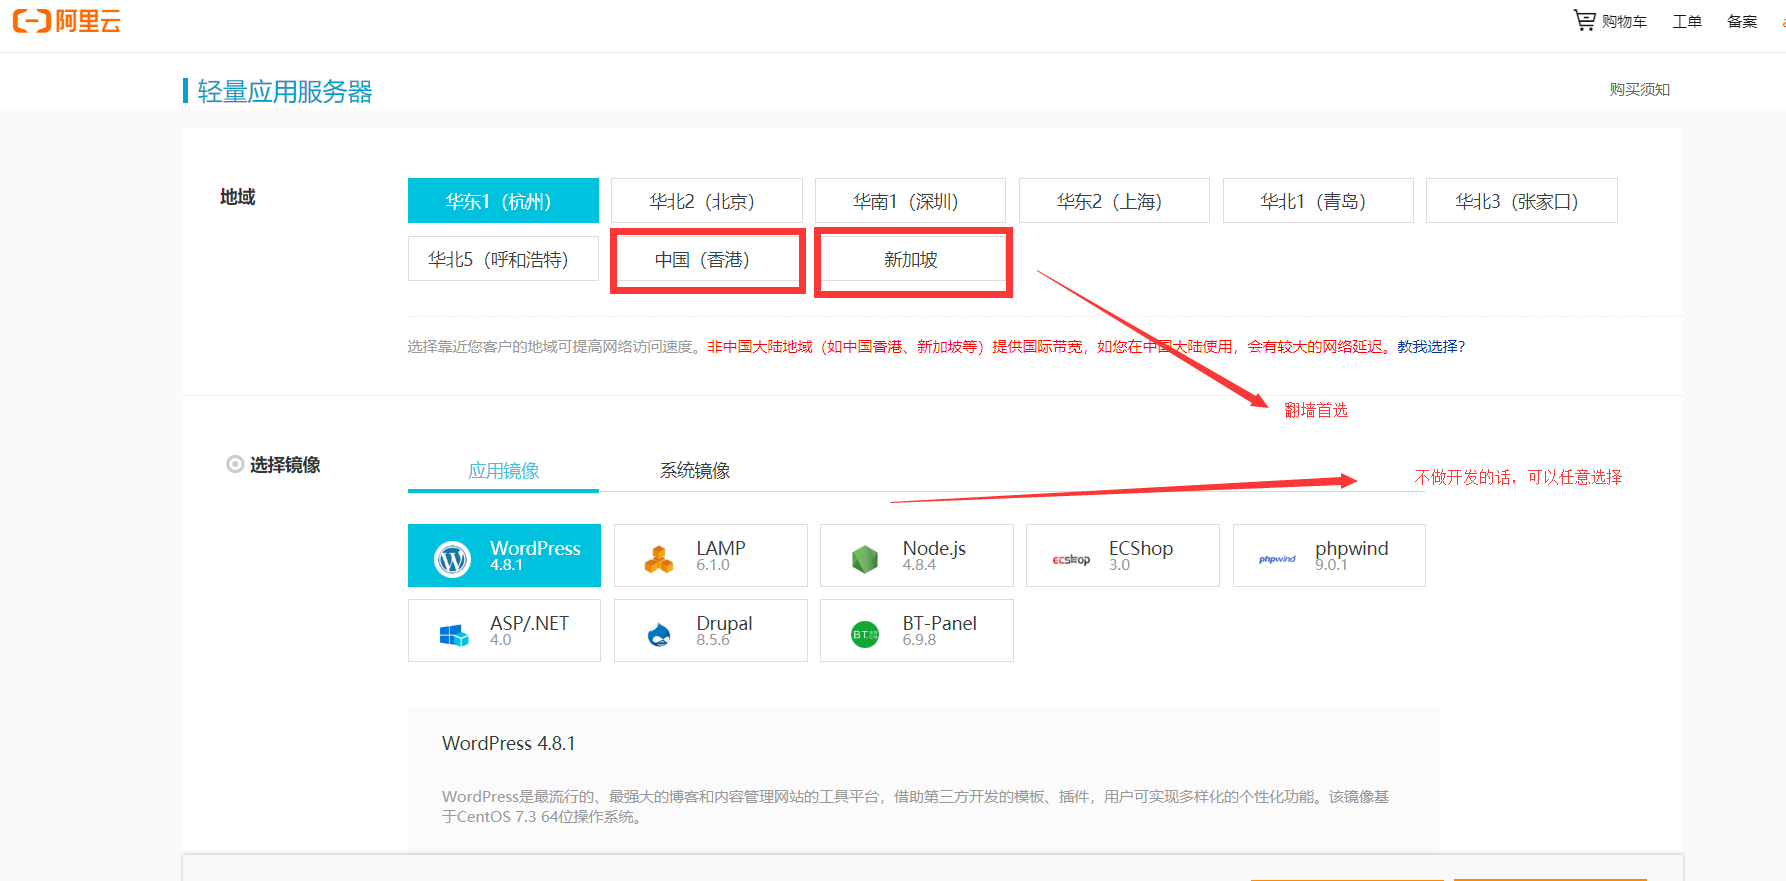 阿里云
购物车 工单 备案
轻量应用服务器
购买须知
地域
华东1（杭州） 华北2（北京） 华南1（深圳） 华东2（上海） 华北1（青岛） 华北3（张家口）
华北5（呼和浩特） 中国（香港） 新加坡
选择靠近您客户的地域可提高网络访问速度。非中国大陆地域（如中国香港、新加坡等）提供国际带宽，如您在中国大陆使用，会有较大的网络延迟。教我选择?
翻墙首选
选择镜像
应用镜像 系统镜像
不做开发的话，可以任意选择
WordPress LAMP Node.js ECShop phpwind
4.8.1 6.1.0 4.8.4 3.0 9.0.1
ASP/.NET Drupal BT-Panel
4.0 8.5.6 6.9.8
WordPress 4.8.1
WordPress是最流行的、最强大的博客和内容管理网站的工具平台，借助第三方开发的模板、插件，用户可实现多样化的个性化功能。该镜像基
于CentOS 7.3 64位操作系统。